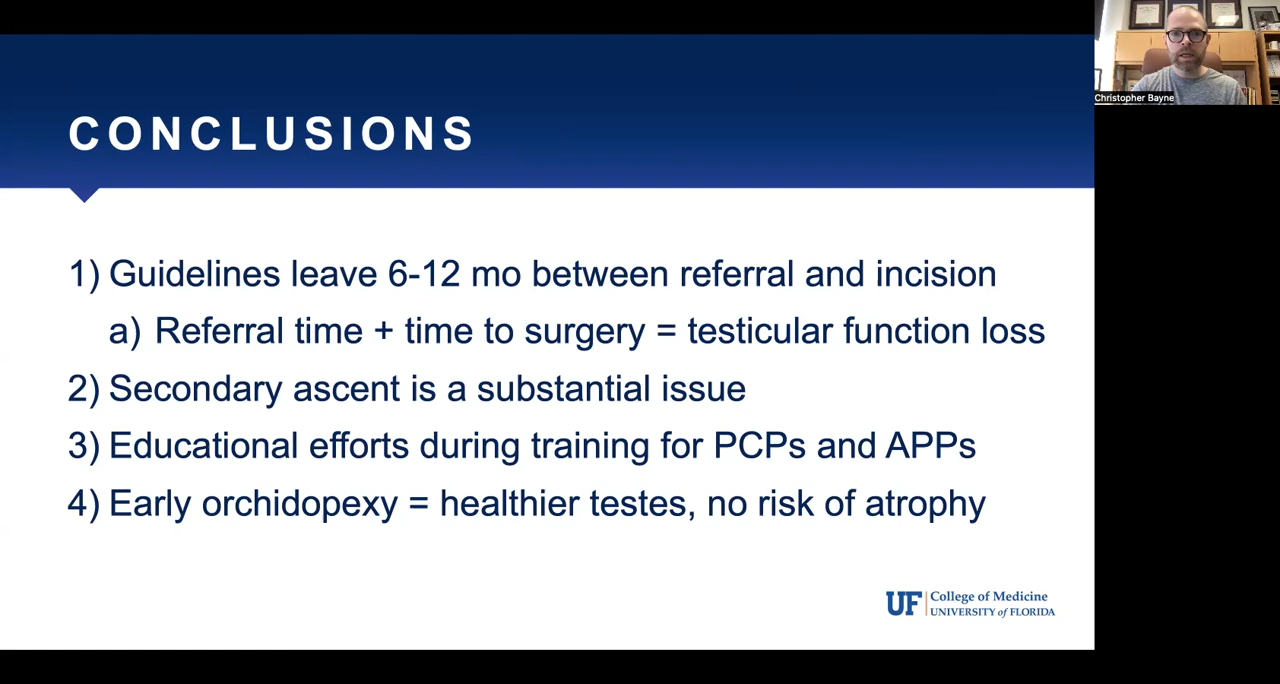 CONCLUSIONS
1) Guidelines leave 6-12 mo between referral and incision
a) Referral time + time to surgery = testicular function loss
2) Secondary ascent is a substantial issue
3) Educational efforts during training for PCPs and APPs
4) Early orchidopexy = healthier testes, no risk of atrophy
UF College of Medicine
UNIVERSITY of FLORIDA
Christopher Bayne